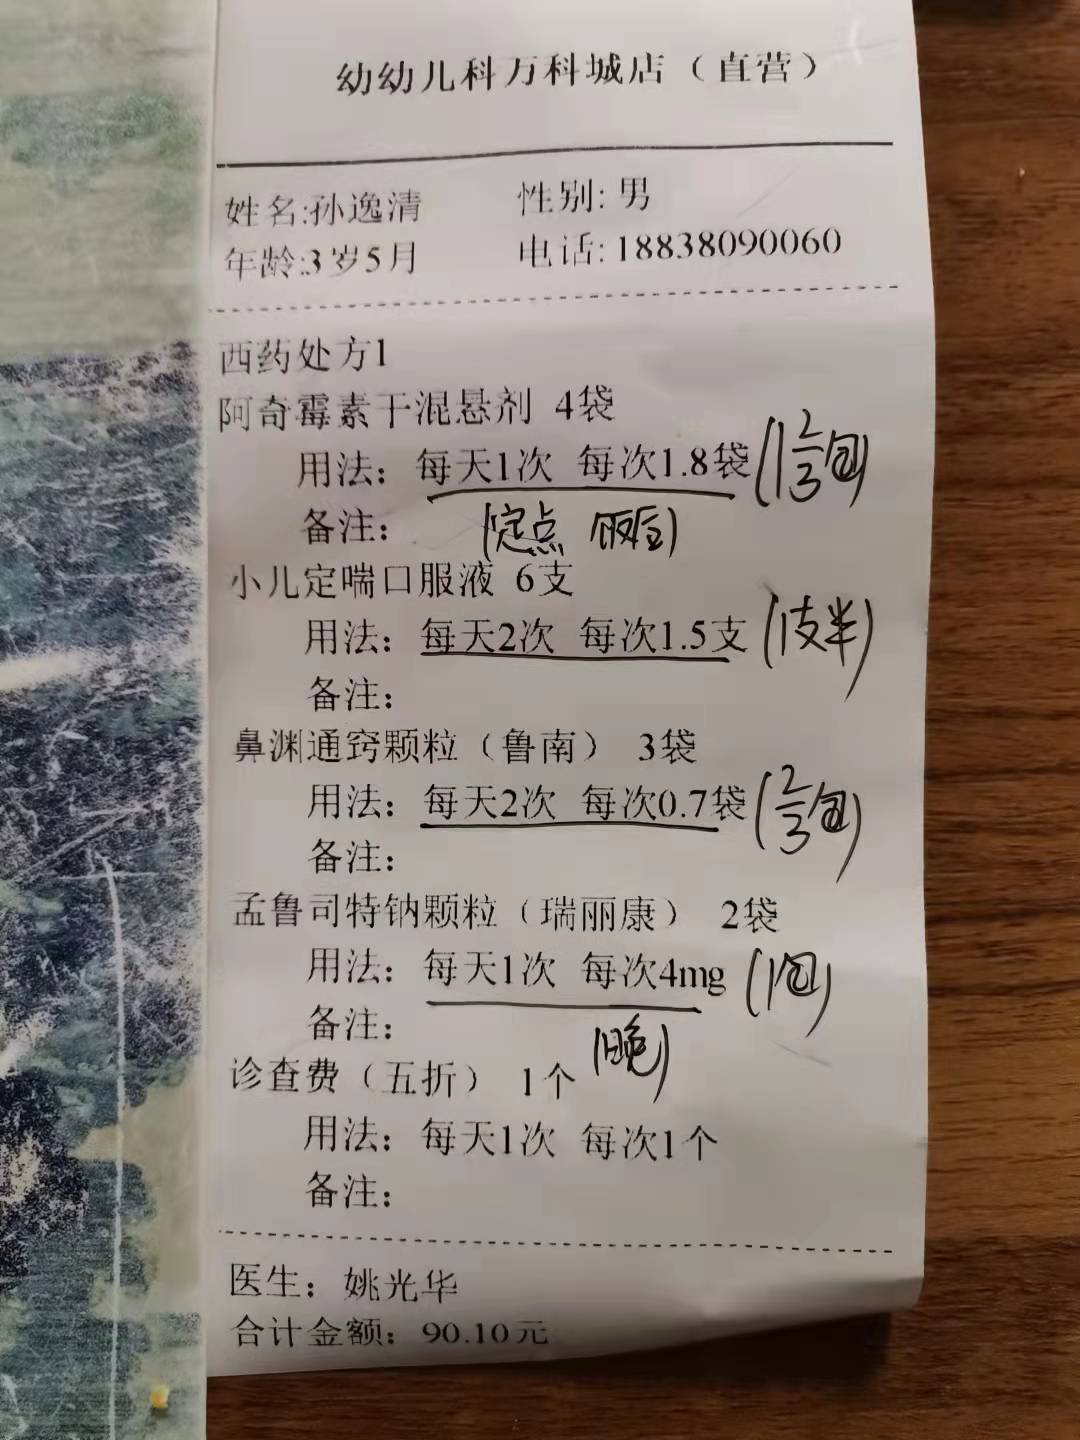 幼幼儿科万科城店（直营）
姓名:孙逸清 性别: 男
年龄:3岁5月 电话: 18838090060
西药处方1
阿奇霉素干混悬剂 4袋
用法: 每天1次 每次1.8袋 (1 2/3包)
备注: (定点 饭后)
小儿定喘口服液 6支
用法: 每天2次 每次1.5支 (1支半)
备注:
鼻渊通窍颗粒（鲁南） 3袋
用法: 每天2次 每次0.7袋 (2/3包)
备注:
孟鲁司特钠颗粒（瑞丽康） 2袋
用法: 每天1次 每次4mg (1包)
备注: (晚)
诊查费（五折） 1个
用法: 每天1次 每次1个
备注:
医生: 姚光华
合计金额: 90.10元